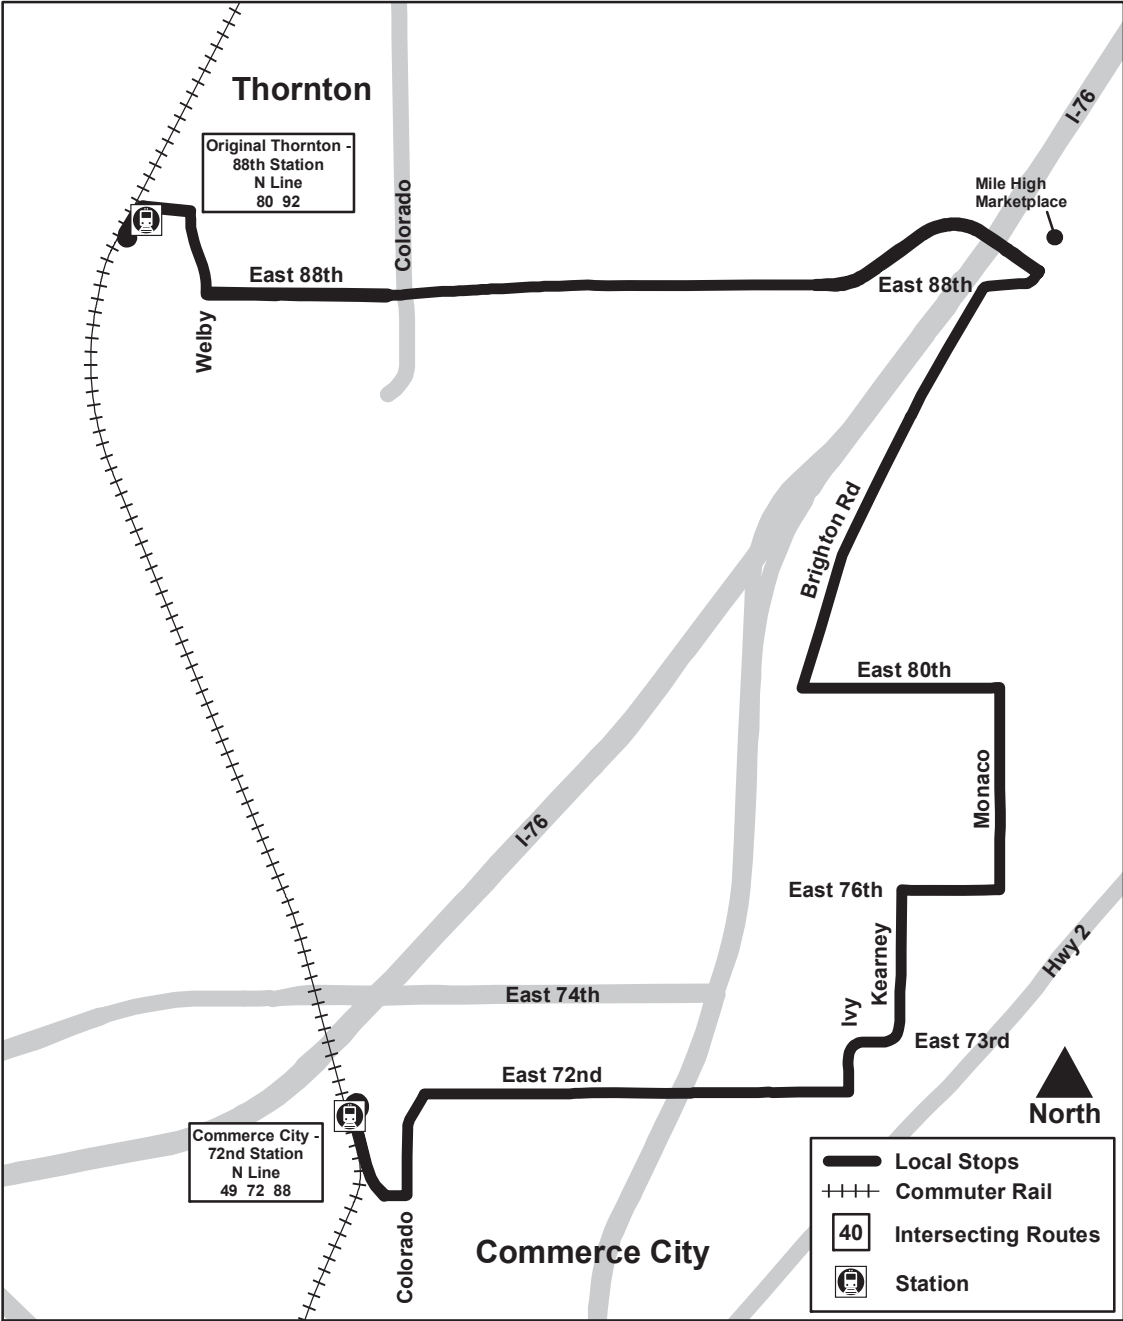 Thornton
Original Thornton -
88th Station
N Line
80 92
Colorado
I-76
Mile High
Marketplace
East 88th
East 88th
Welby
Brighton Rd
East 80th
Monaco
I-76
East 76th
Kearney
Hwy 2
East 74th
Ivy
East 73rd
East 72nd
North
Commerce City -
72nd Station
N Line
49 72 88
Colorado
Commerce City
Local Stops
Commuter Rail
40 Intersecting Routes
Station